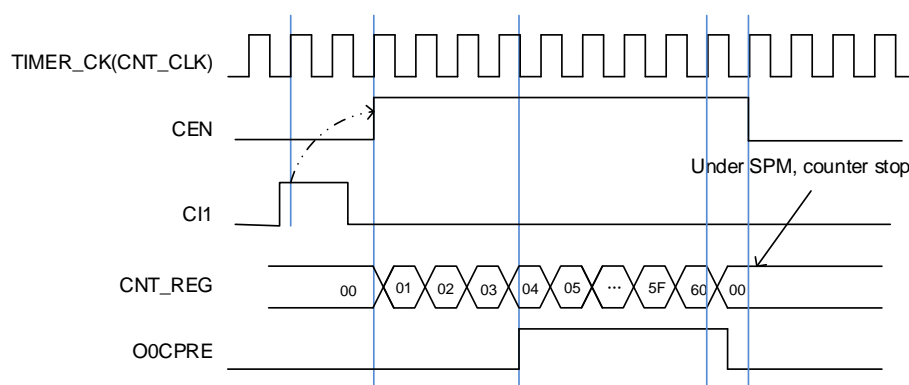 TIMER_CK(CNT_CLK)
CEN
Under SPM, counter stop
CI1
CNT_REG
00 01 02 03 04 05 ... 5F 60 00
O0CPRE